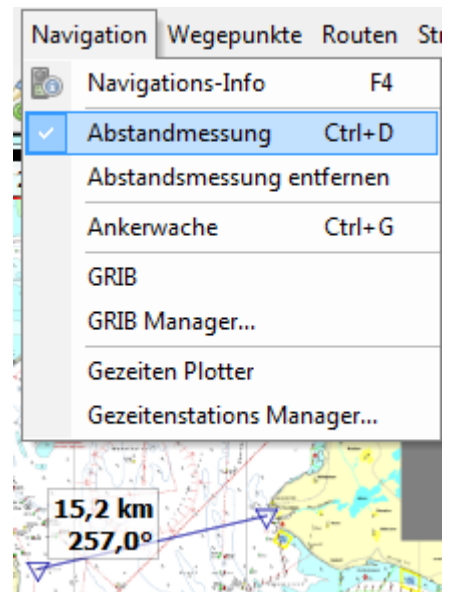 Navigation Wegepunkte Routen
Navigations-Info F4
Abstandmessung Ctrl+D
Abstandsmessung entfernen
Ankerwache Ctrl+G
GRIB
GRIB Manager...
Gezeiten Plotter
Gezeitenstations Manager...
15,2 km
257,0°